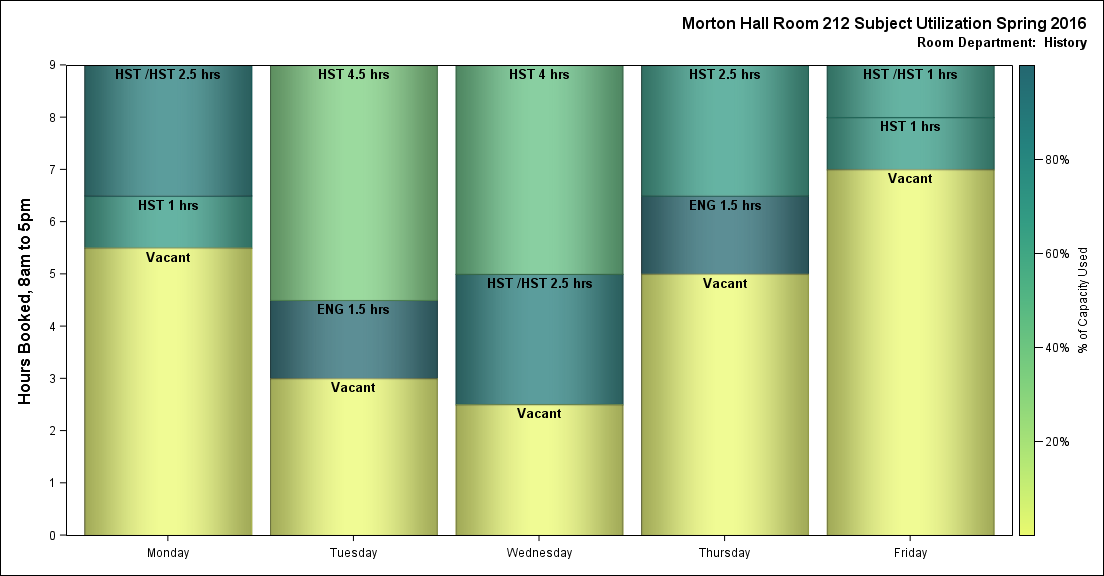 Morton Hall Room 212 Subject Utilization Spring 2016
Room Department:  History
Hours Booked, 8am to 5pm
9
8
7
6
5
4
3
2
1
0
HST /HST 2.5 hrs
HST 1 hrs
Vacant
HST 4.5 hrs
ENG 1.5 hrs
Vacant
HST 4 hrs
HST /HST 2.5 hrs
Vacant
HST 2.5 hrs
ENG 1.5 hrs
Vacant
HST /HST 1 hrs
HST 1 hrs
Vacant
Monday
Tuesday
Wednesday
Thursday
Friday
80%
60%
40%
20%
% of Capacity Used